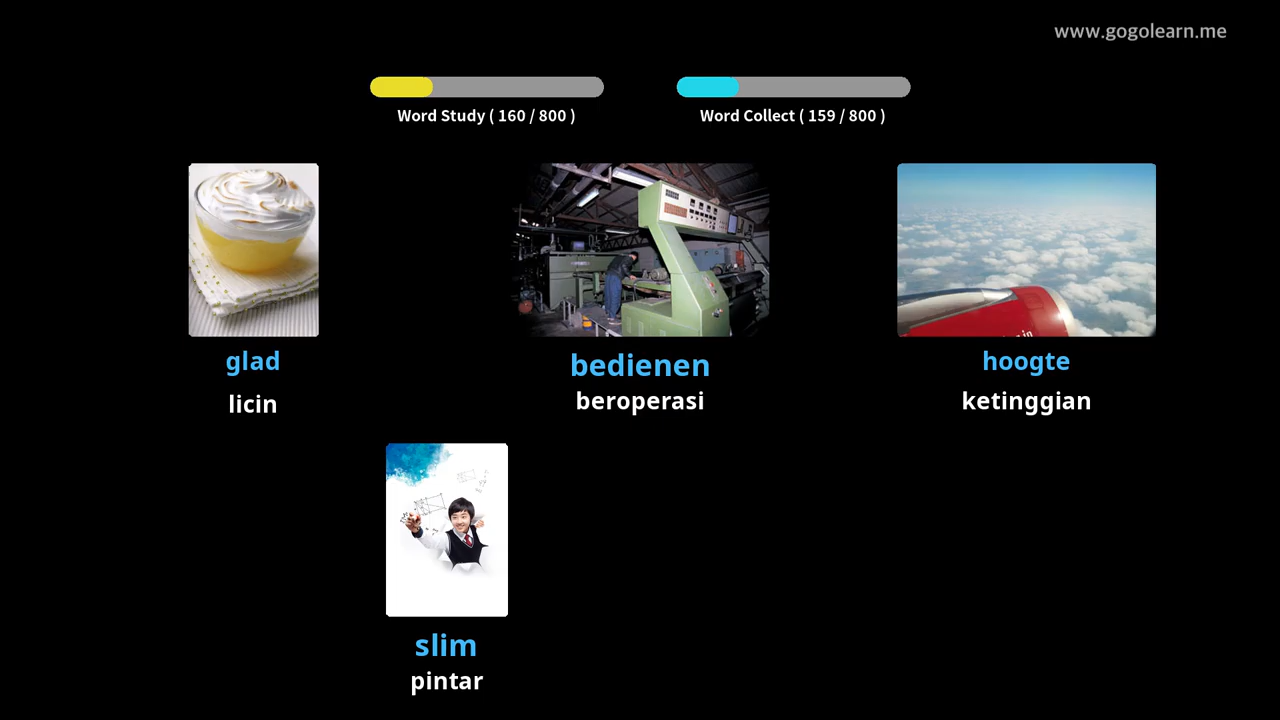 www.gogolearn.me
Word Study ( 160 / 800 )
Word Collect ( 159 / 800 )
glad
licin
bedienen
beroperasi
hoogte
ketinggian
slim
pintar